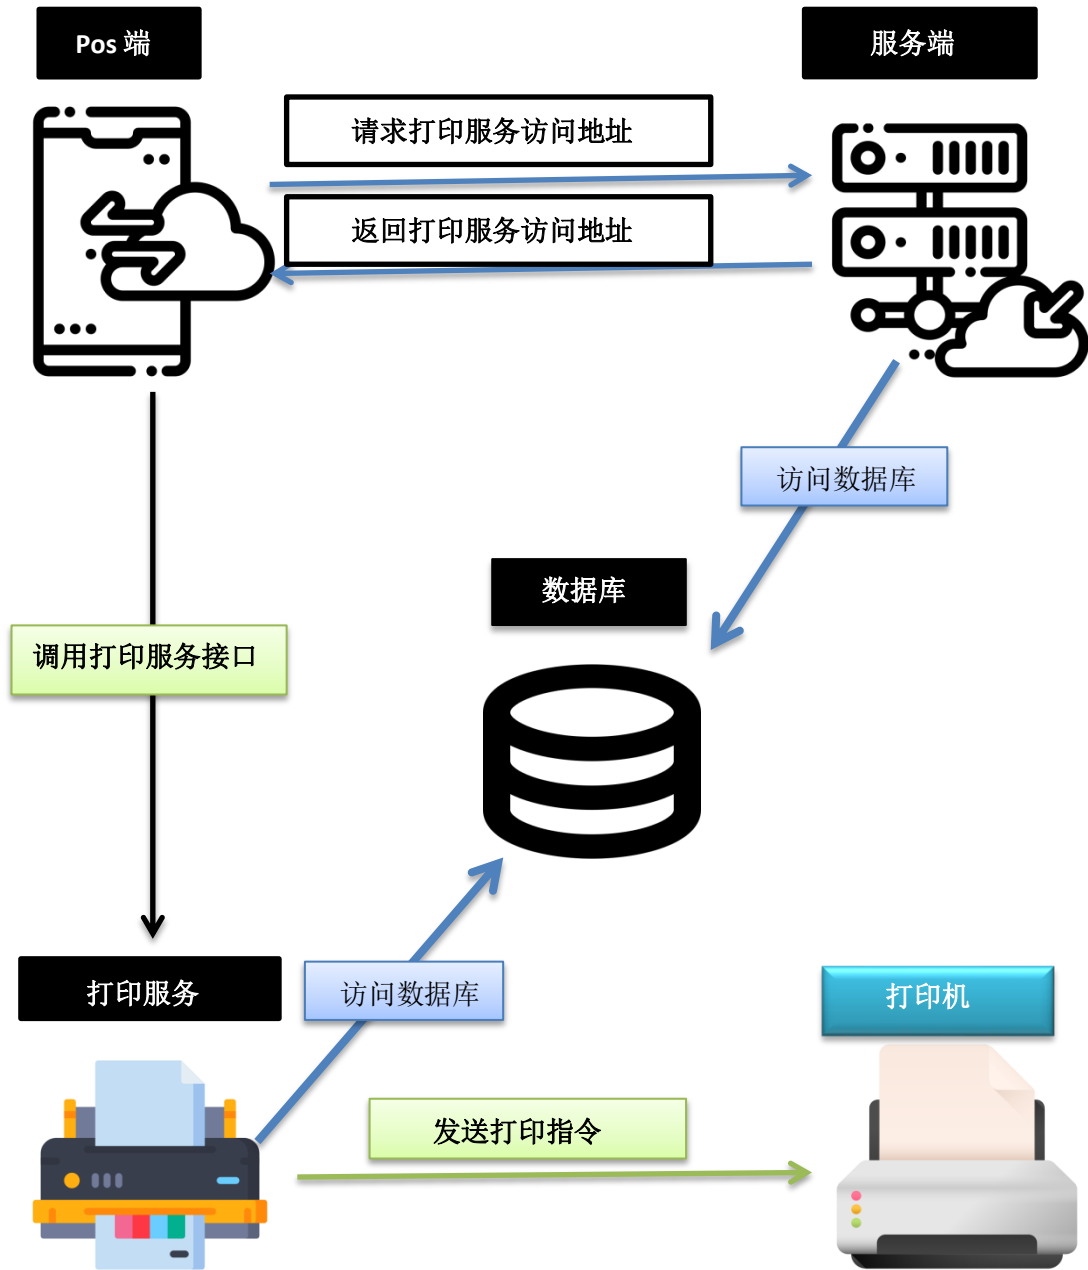 Pos 端
服务端
请求打印服务访问地址
返回打印服务访问地址
访问数据库
数据库
调用打印服务接口
打印服务
访问数据库
打印机
发送打印指令